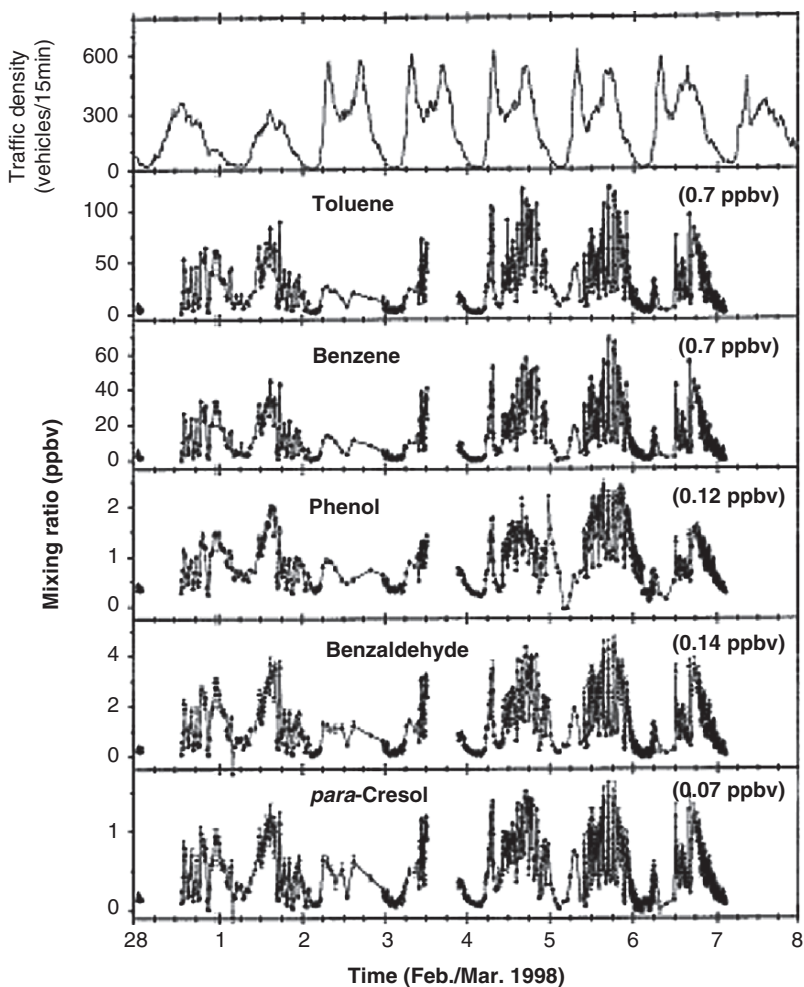 Traffic density
(vehicles/15min)
600
300
0
Toluene
(0.7 ppbv)
100
50
0
Benzene
(0.7 ppbv)
60
40
20
0
Mixing ratio (ppbv)
Phenol
(0.12 ppbv)
2
1
0
Benzaldehyde
(0.14 ppbv)
4
2
0
para-Cresol
(0.07 ppbv)
1
0
28 1 2 3 4 5 6 7 8
Time (Feb./Mar. 1998)